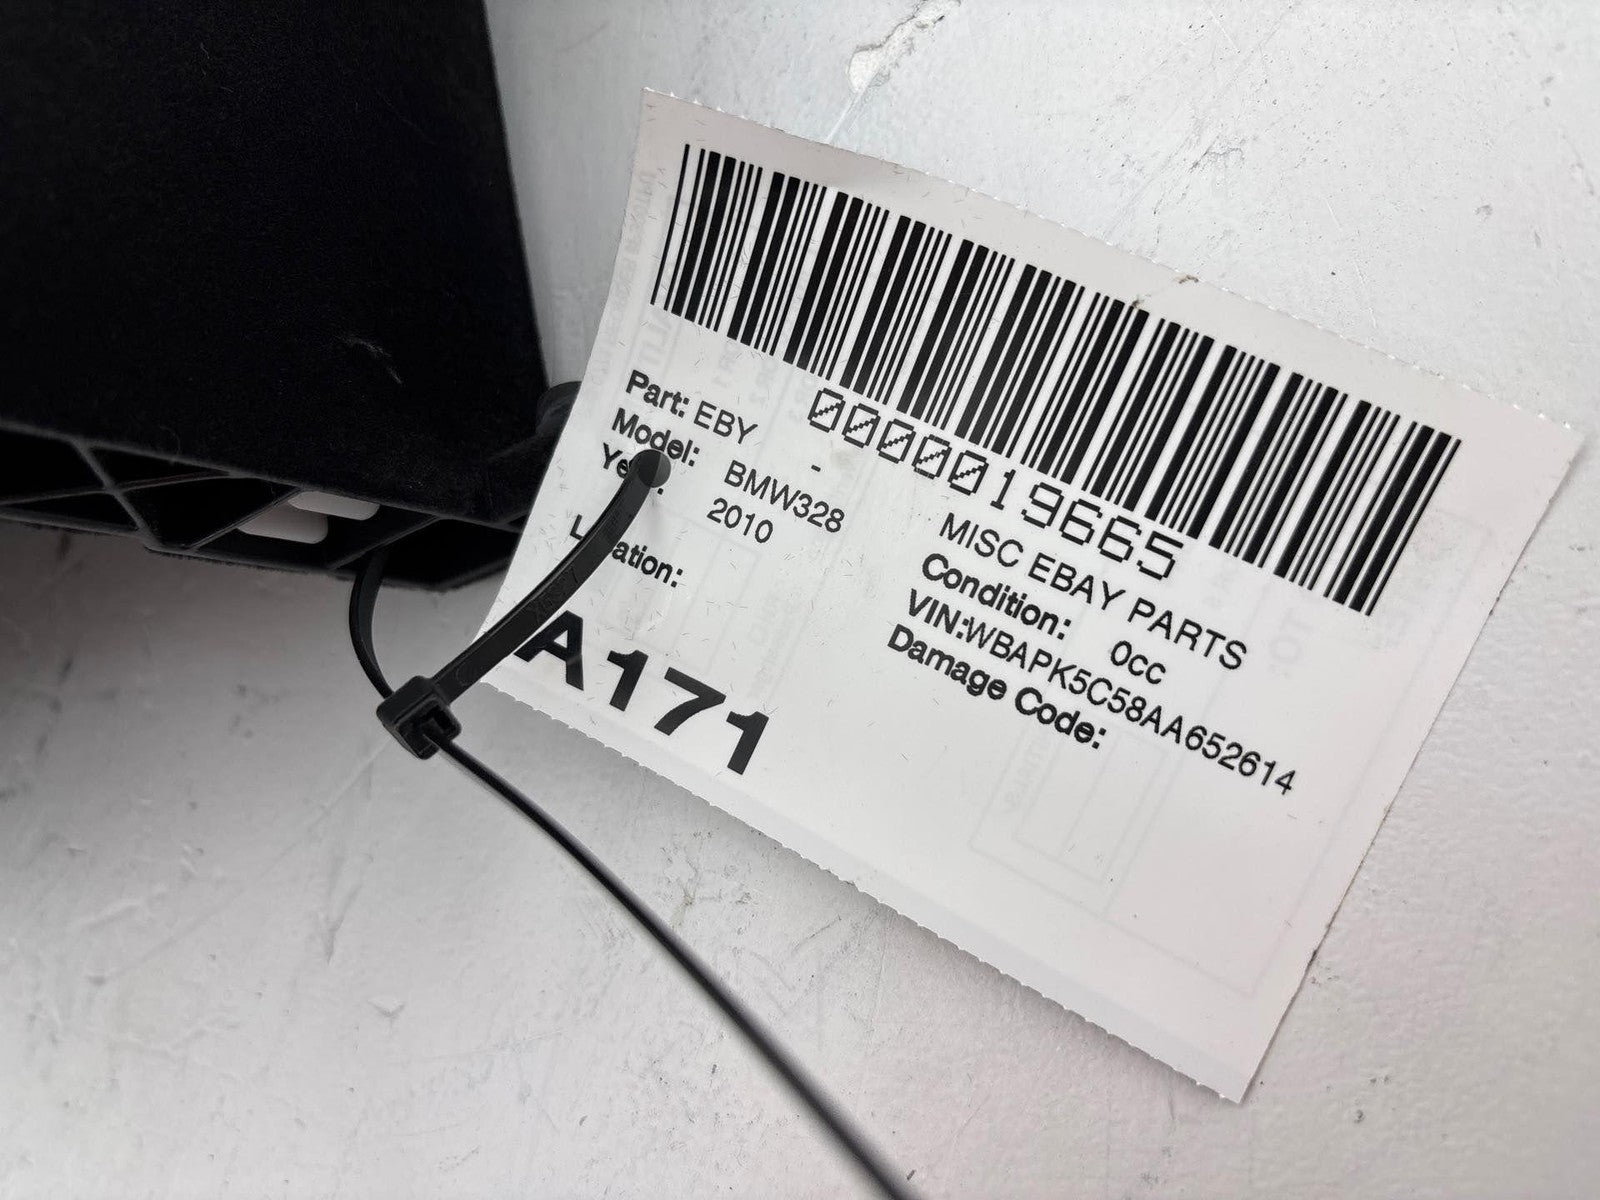 0000019665
Part: EBY - MISC EBAY PARTS
Model: BMW328 Condition: 0cc
2010 VIN:WBAPK5C58AA652614
Damage Code:
A171